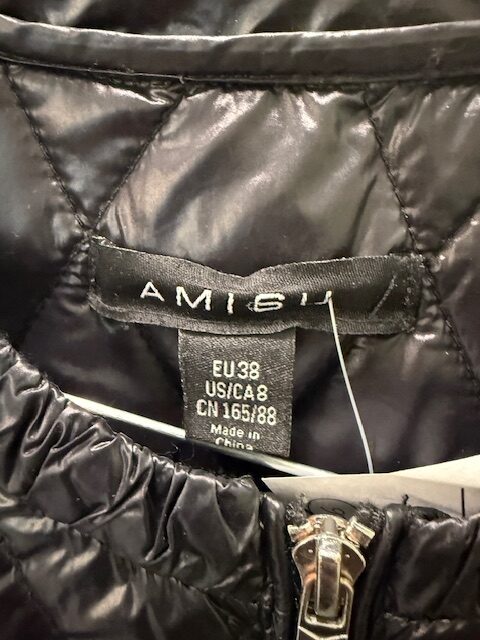 AMISU
EU 38
US/CA 8
CN 165/88
Made in
China